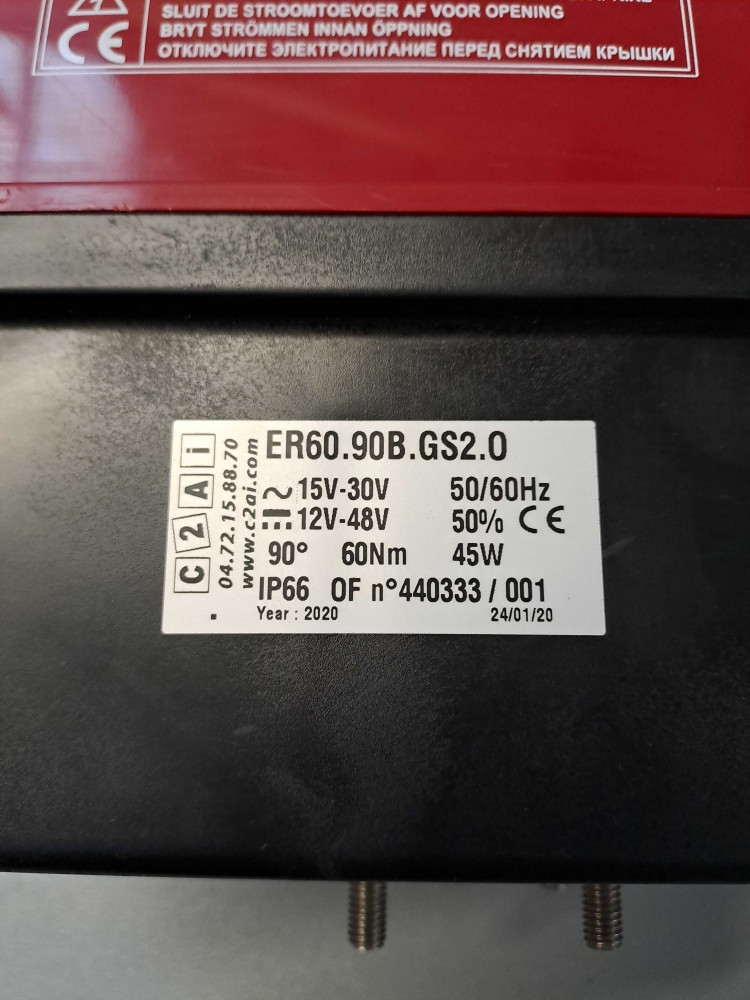 SLUIT DE STROOMTOEVOER AF VOOR OPENING
BRYT STRÖMMEN INNAN ÖPPNING
ОТКЛЮЧИТЕ ЭЛЕКТРОПИТАНИЕ ПЕРЕД СНЯТИЕМ КРЫШКИ
CE
C2Ai
04.72.15.88.70
www.c2ai.com
ER60.90B.GS2.0
15V-30V 50/60Hz
12V-48V 50% CE
90° 60Nm 45W
IP66 OF n°440333 / 001
Year : 2020 24/01/20